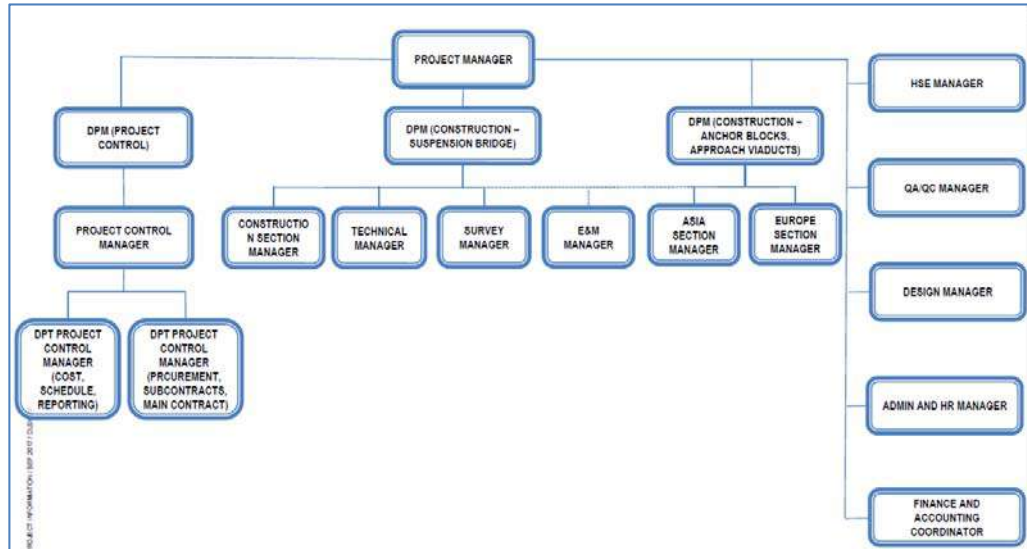 PROJECT MANAGER
HSE MANAGER
DPM (PROJECT
CONTROL)
DPM (CONSTRUCTION –
SUSPENSION BRIDGE)
DPM (CONSTRUCTION –
ANCHOR BLOCKS,
APPROACH VIADUCTS)
QA/QC MANAGER
PROJECT CONTROL
MANAGER
CONSTRUCTIO
N SECTION
MANAGER
TECHNICAL
MANAGER
SURVEY
MANAGER
E&M MANAGER
ASIA
SECTION
MANAGER
EUROPE
SECTION
MANAGER
DESIGN MANAGER
DPT PROJECT
CONTROL
MANAGER
(COST,
SCHEDULE,
REPORTING)
DPT PROJECT
CONTROL
MANAGER
(PRCUREMENT,
SUBCONTRACTS,
MAIN CONTRACT)
ADMIN AND HR MANAGER
FINANCE AND
ACCOUNTING
COORDINATOR
INFORMATION / SEP 2017 /